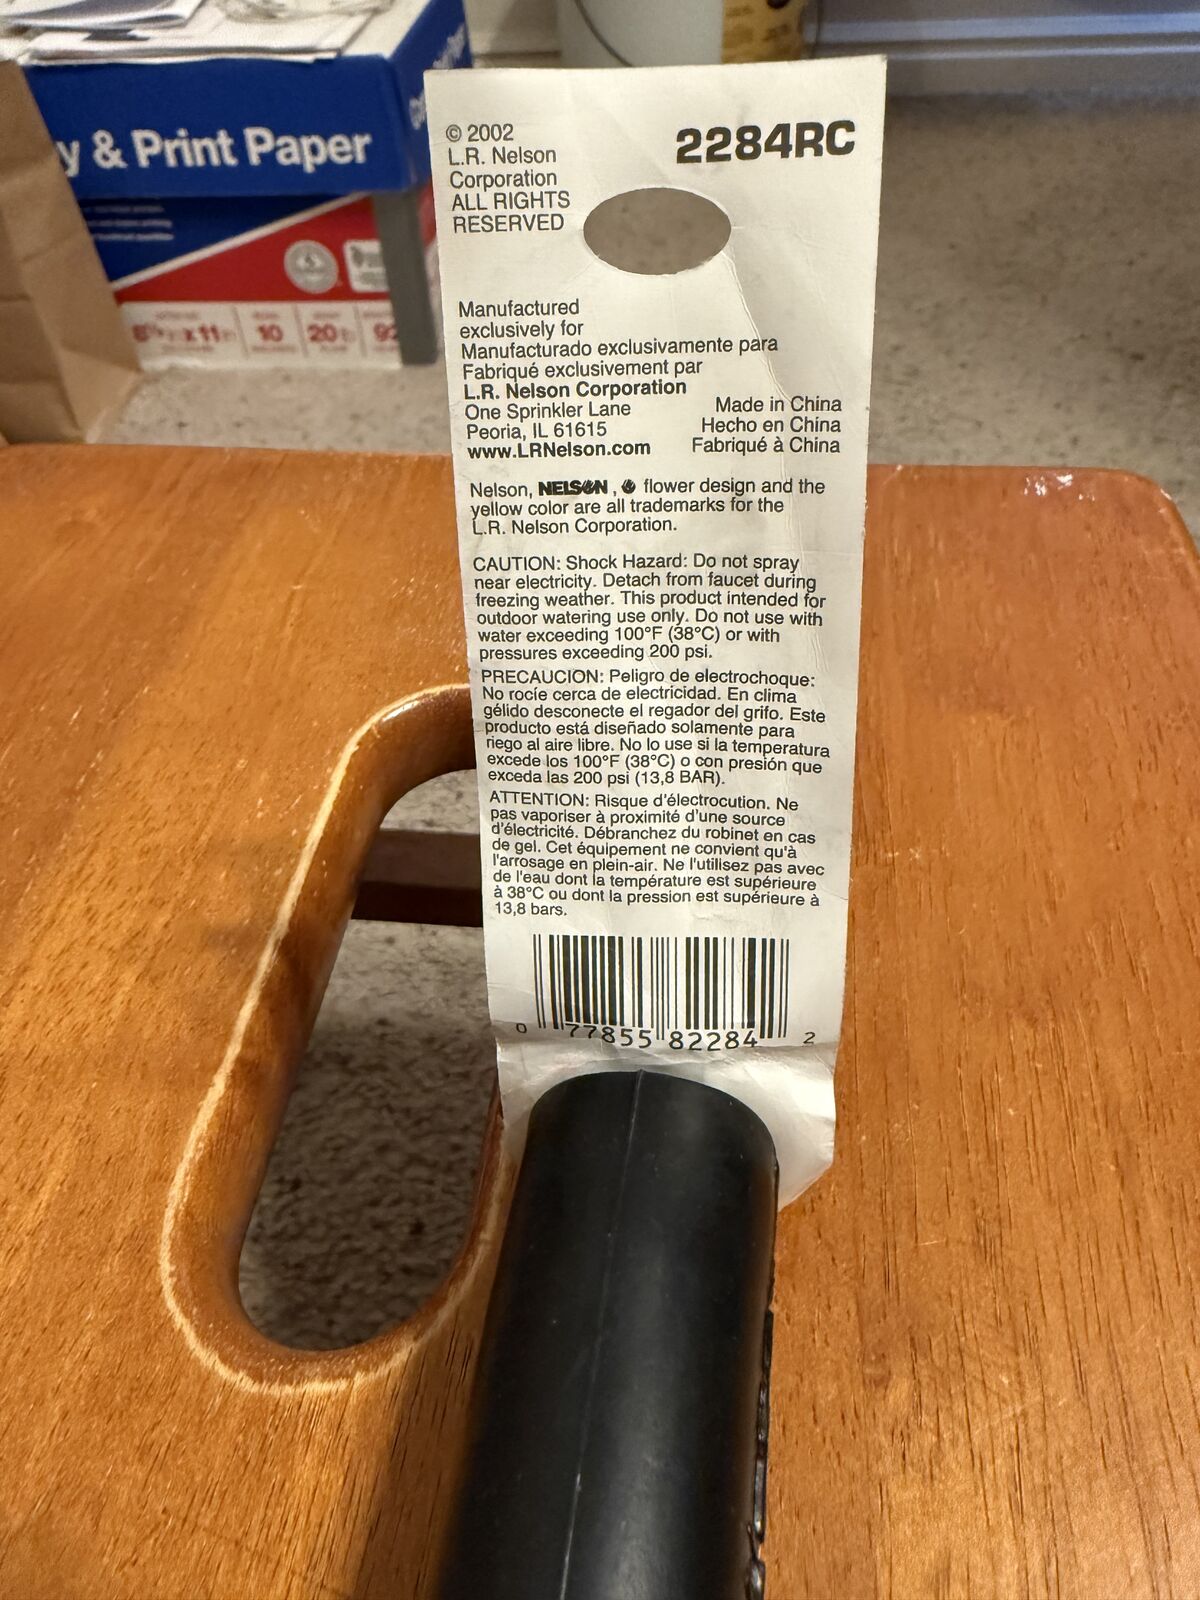 y & Print Paper
8½ x 11
10
20
92
© 2002
L.R. Nelson
Corporation
ALL RIGHTS
RESERVED
2284RC
Manufactured
exclusively for
Manufacturado exclusivamente para
Fabriqué exclusivement par
L.R. Nelson Corporation
One Sprinkler Lane
Peoria, IL 61615
www.LRNelson.com
Made in China
Hecho en China
Fabriqué à China
Nelson, NELSON, flower design and the
yellow color are all trademarks for the
L.R. Nelson Corporation.
CAUTION: Shock Hazard: Do not spray
near electricity. Detach from faucet during
freezing weather. This product intended for
outdoor watering use only. Do not use with
water exceeding 100°F (38°C) or with
pressures exceeding 200 psi.
PRECAUCION: Peligro de electrochoque:
No rocíe cerca de electricidad. En clima
gélido desconecte el regador del grifo. Este
producto está diseñado solamente para
riego al aire libre. No lo use si la temperatura
excede los 100°F (38°C) o con presión que
exceda las 200 psi (13,8 BAR).
ATTENTION: Risque d'électrocution. Ne
pas vaporiser à proximité d'une source
d'électricité. Débranchez du robinet en cas
de gel. Cet équipement ne convient qu'à
l'arrosage en plein-air. Ne l'utilisez pas avec
de l'eau dont la température est supérieure
à 38°C ou dont la pression est supérieure à
13,8 bars.
0 77855 82284 2